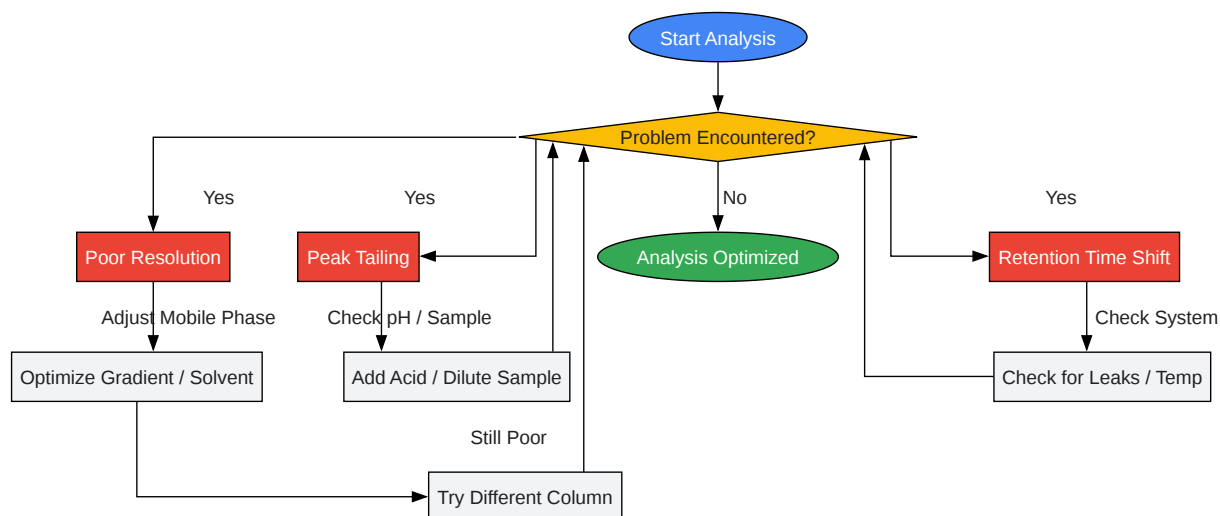 Start Analysis
Problem Encountered?
Yes
Yes
No
Yes
Poor Resolution
Peak Tailing
Analysis Optimized
Retention Time Shift
Adjust Mobile Phase
Check pH / Sample
Check System
Optimize Gradient / Solvent
Add Acid / Dilute Sample
Check for Leaks / Temp
Still Poor
Try Different Column